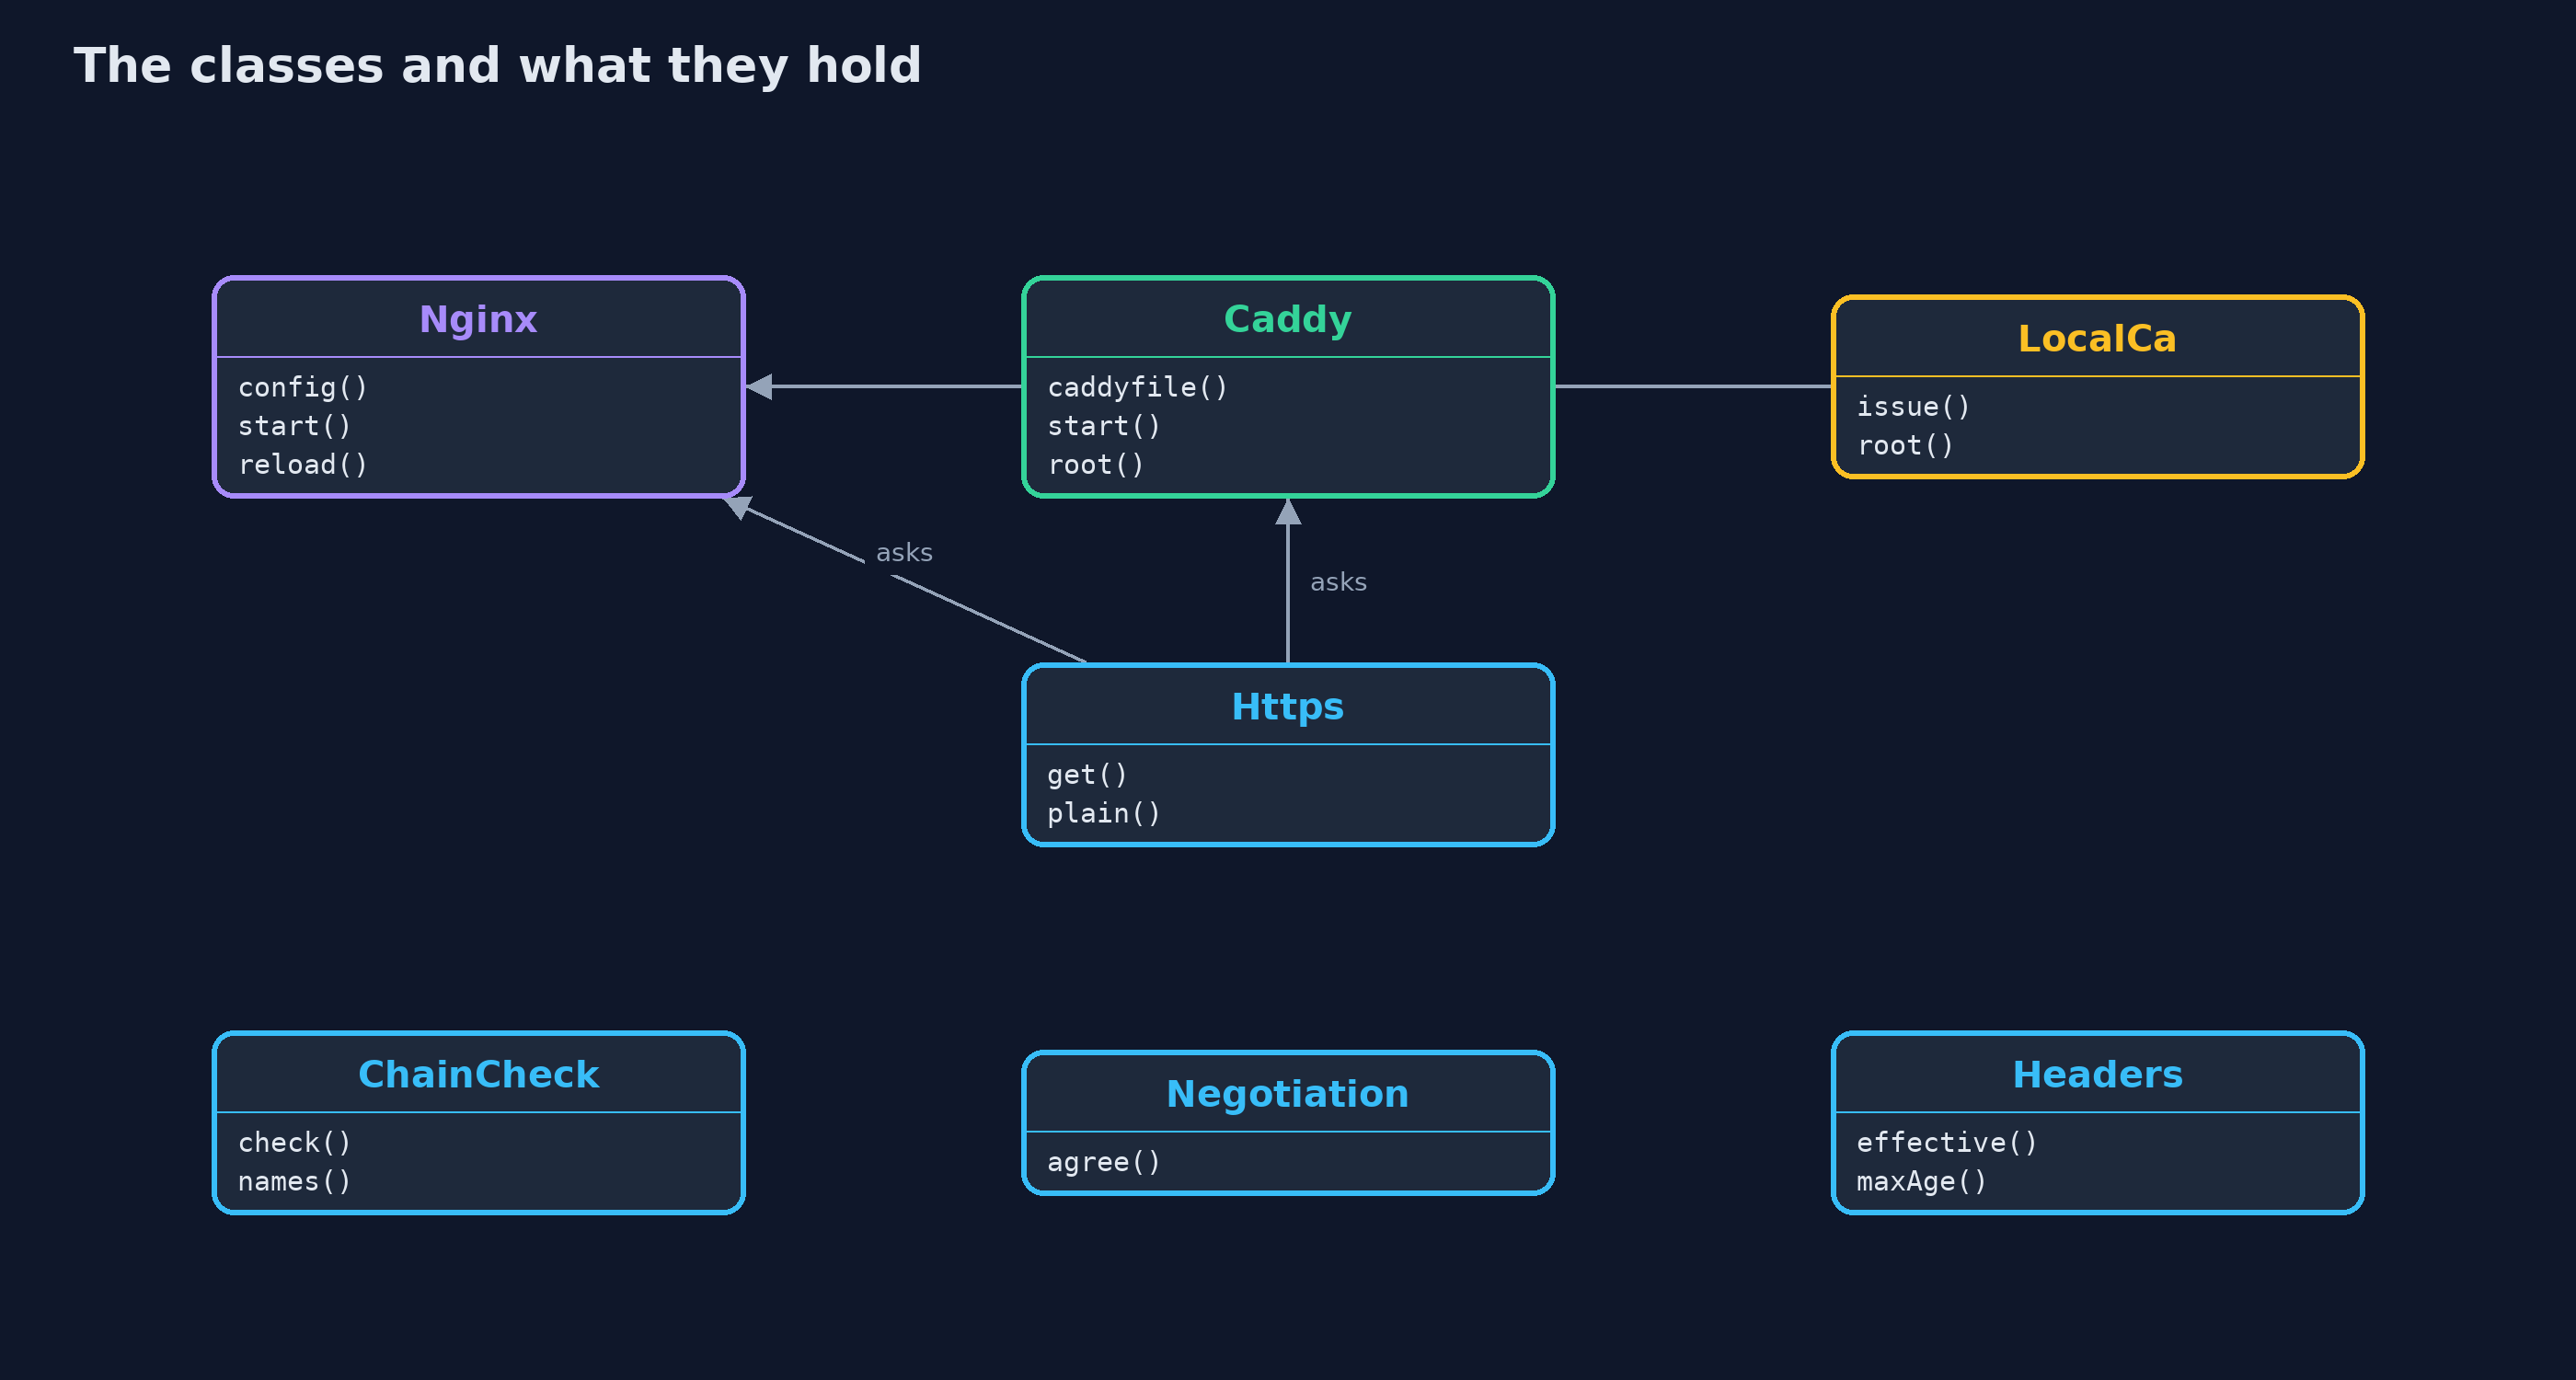 The classes and what they hold
Nginx
config()
start()
reload()
Caddy
caddyfile()
start()
root()
LocalCa
issue()
root()
asks
asks
Https
get()
plain()
ChainCheck
check()
names()
Negotiation
agree()
Headers
effective()
maxAge()